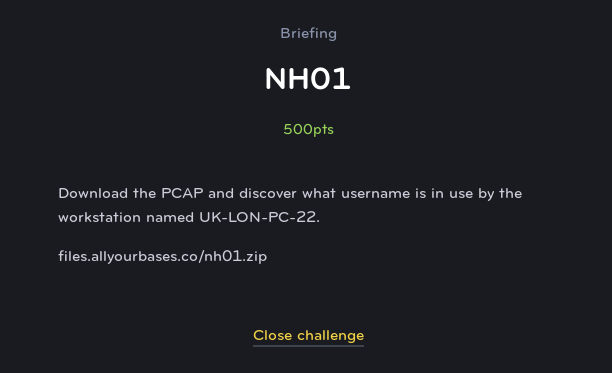 Briefing
NH01
500pts
Download the PCAP and discover what username is in use by the
workstation named UK-LON-PC-22.
files.allyourbases.co/nh01.zip
Close challenge